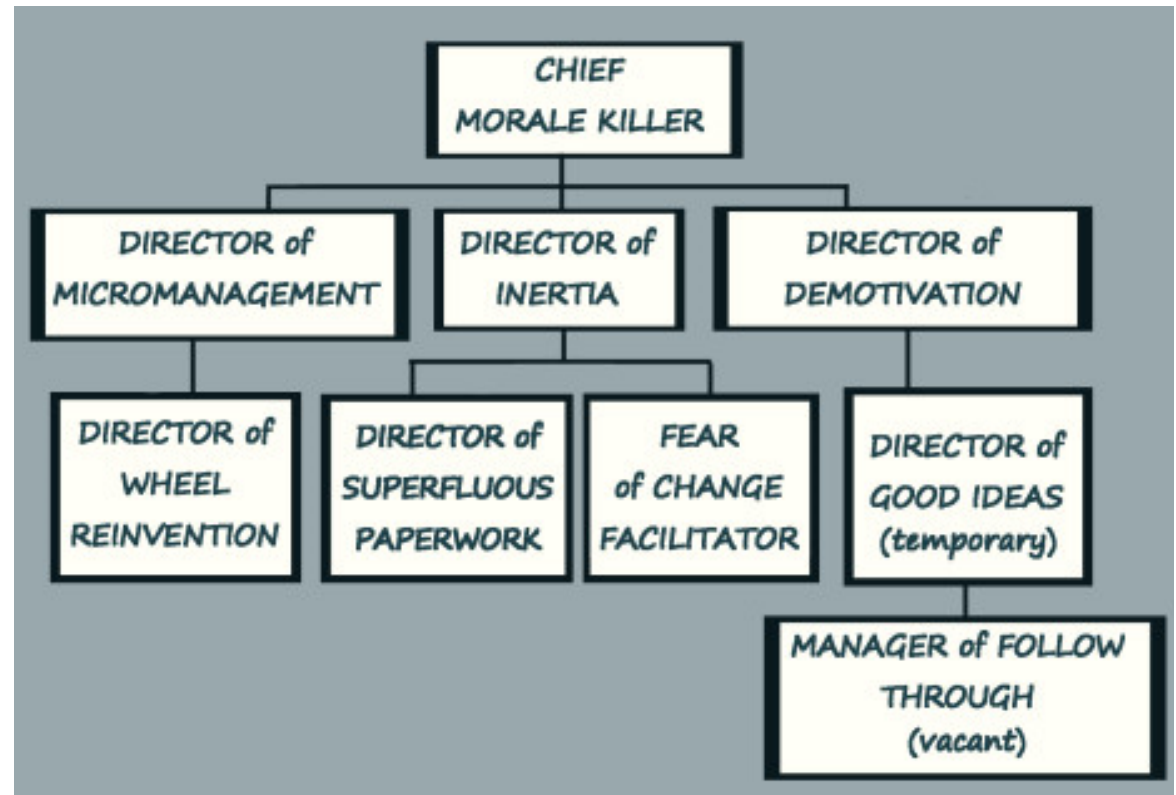 CHIEF
MORALE KILLER
DIRECTOR of
MICROMANAGEMENT
DIRECTOR of
INERTIA
DIRECTOR of
DEMOTIVATION
DIRECTOR of
WHEEL
REINVENTION
DIRECTOR of
SUPERFLUOUS
PAPERWORK
FEAR
of CHANGE
FACILITATOR
DIRECTOR of
GOOD IDEAS
(temporary)
MANAGER of FOLLOW
THROUGH
(vacant)